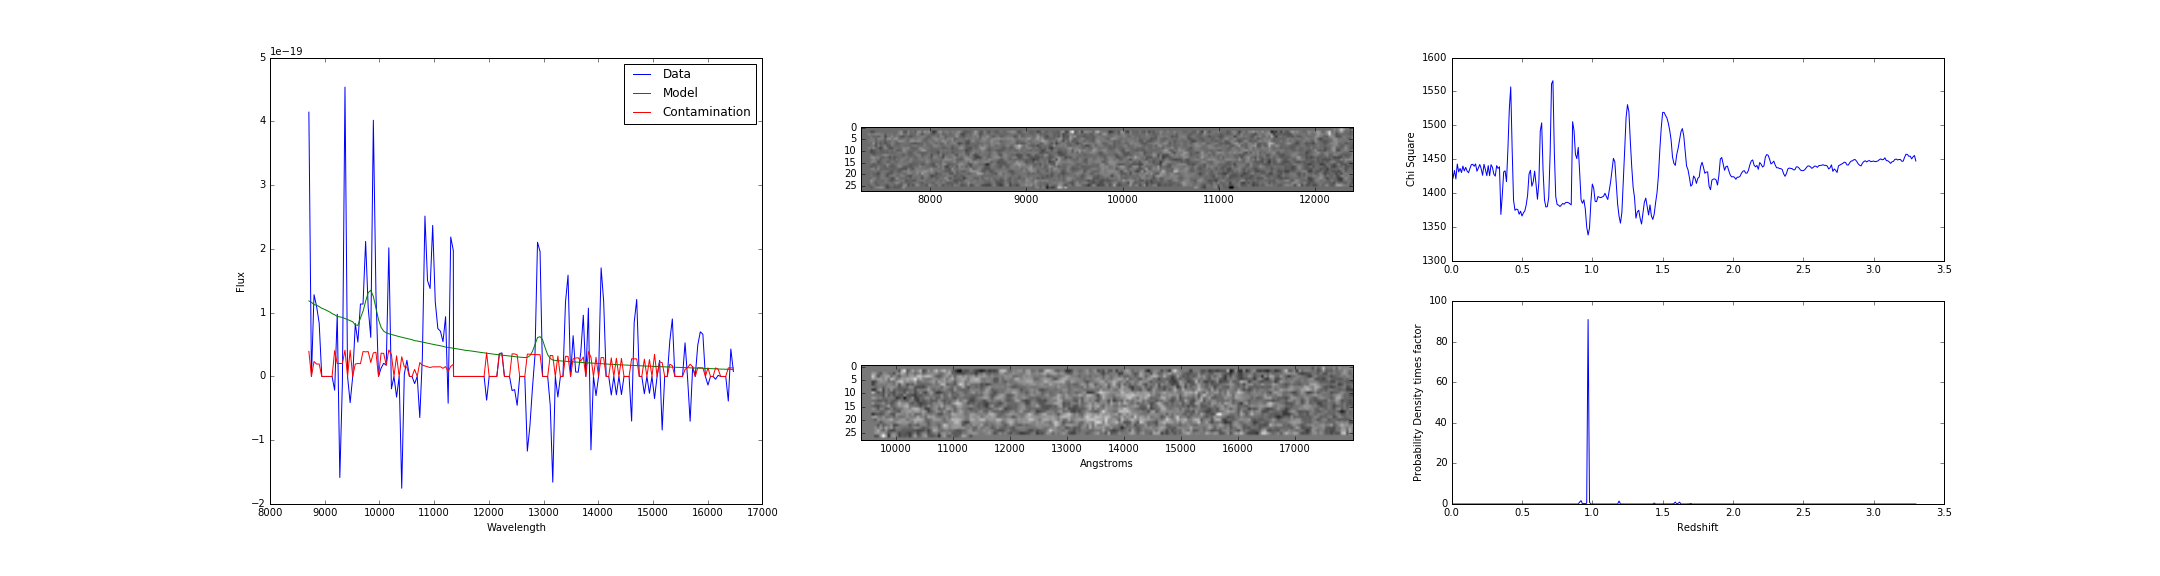 1e−19
5
4
3
2
1
0
−1
−2
8000 9000 10000 11000 12000 13000 14000 15000 16000 17000
Flux
Wavelength
Data
Model
Contamination
0
5
10
15
20
25
8000 9000 10000 11000 12000
0
5
10
15
20
25
10000 11000 12000 13000 14000 15000 16000 17000
Angstroms
1600
1550
1500
1450
1400
1350
1300
Chi Square
0.0 0.5 1.0 1.5 2.0 2.5 3.0 3.5
100
80
60
40
20
0
Probability Density times factor
0.0 0.5 1.0 1.5 2.0 2.5 3.0 3.5
Redshift